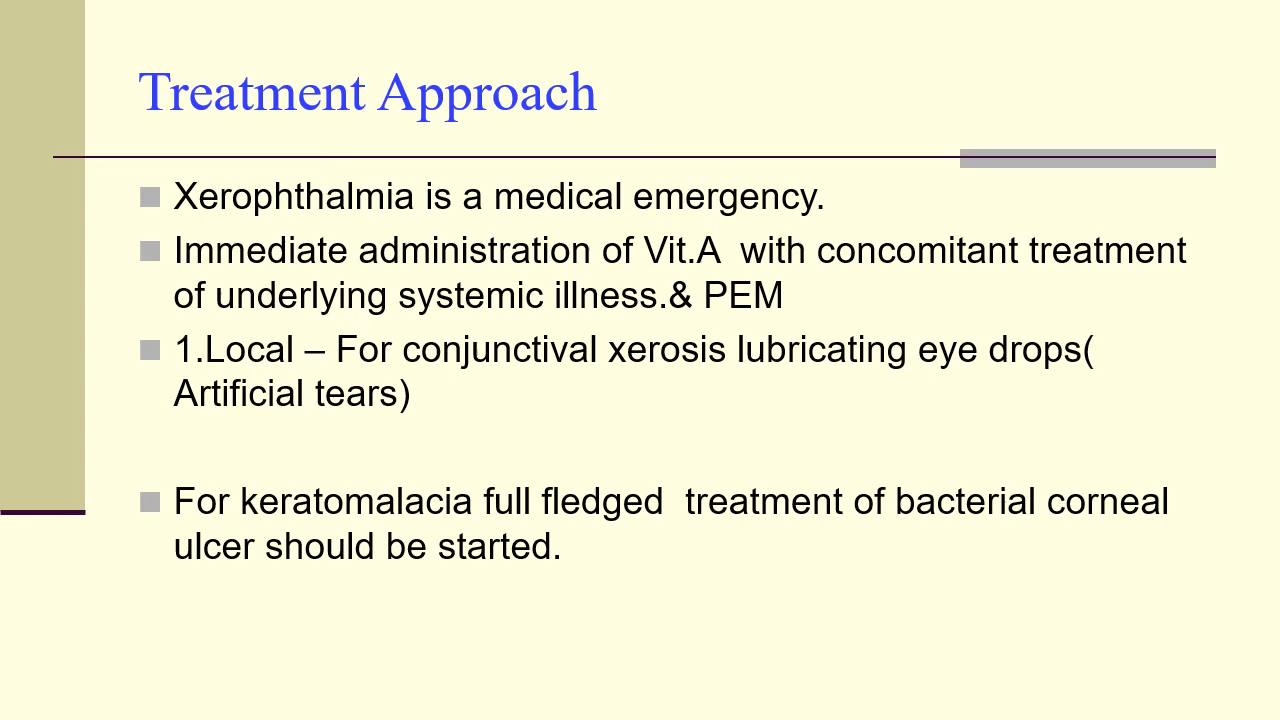 Treatment Approach
Xerophthalmia is a medical emergency.
Immediate administration of Vit.A  with concomitant treatment
of underlying systemic illness.& PEM
1.Local – For conjunctival xerosis lubricating eye drops(
Artificial tears)
For keratomalacia full fledged  treatment of bacterial corneal
ulcer should be started.